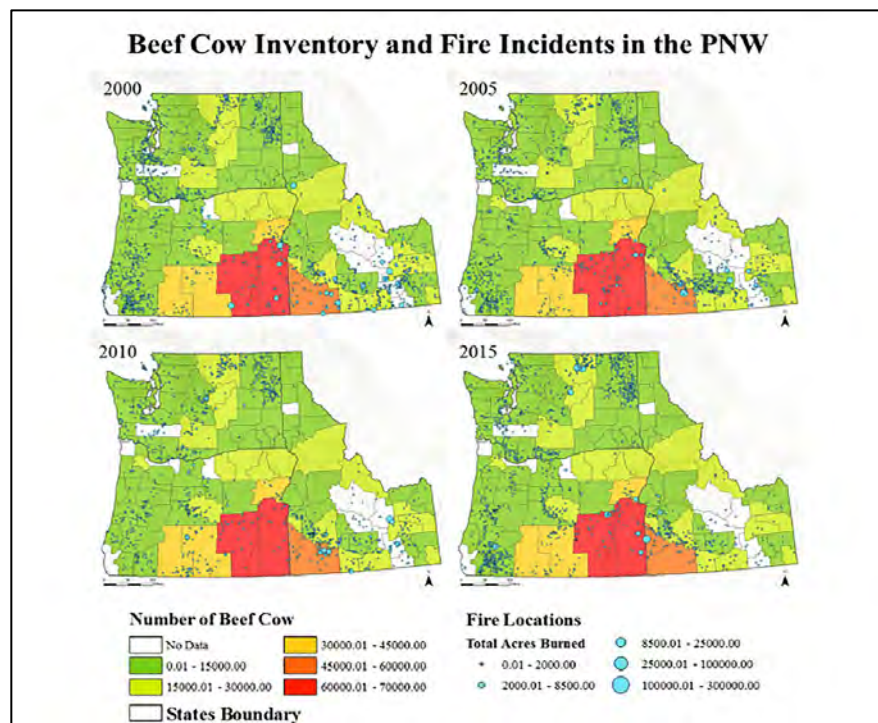 Beef Cow Inventory and Fire Incidents in the PNW
2000
2005
2010
2015
Number of Beef Cow
No Data
0.01 - 15000.00
15000.01 - 30000.00
30000.01 - 45000.00
45000.01 - 60000.00
60000.01 - 70000.00
States Boundary
Fire Locations
Total Acres Burned
0.01 - 2000.00
2000.01 - 8500.00
8500.01 - 25000.00
25000.01 - 100000.00
100000.01 - 300000.00